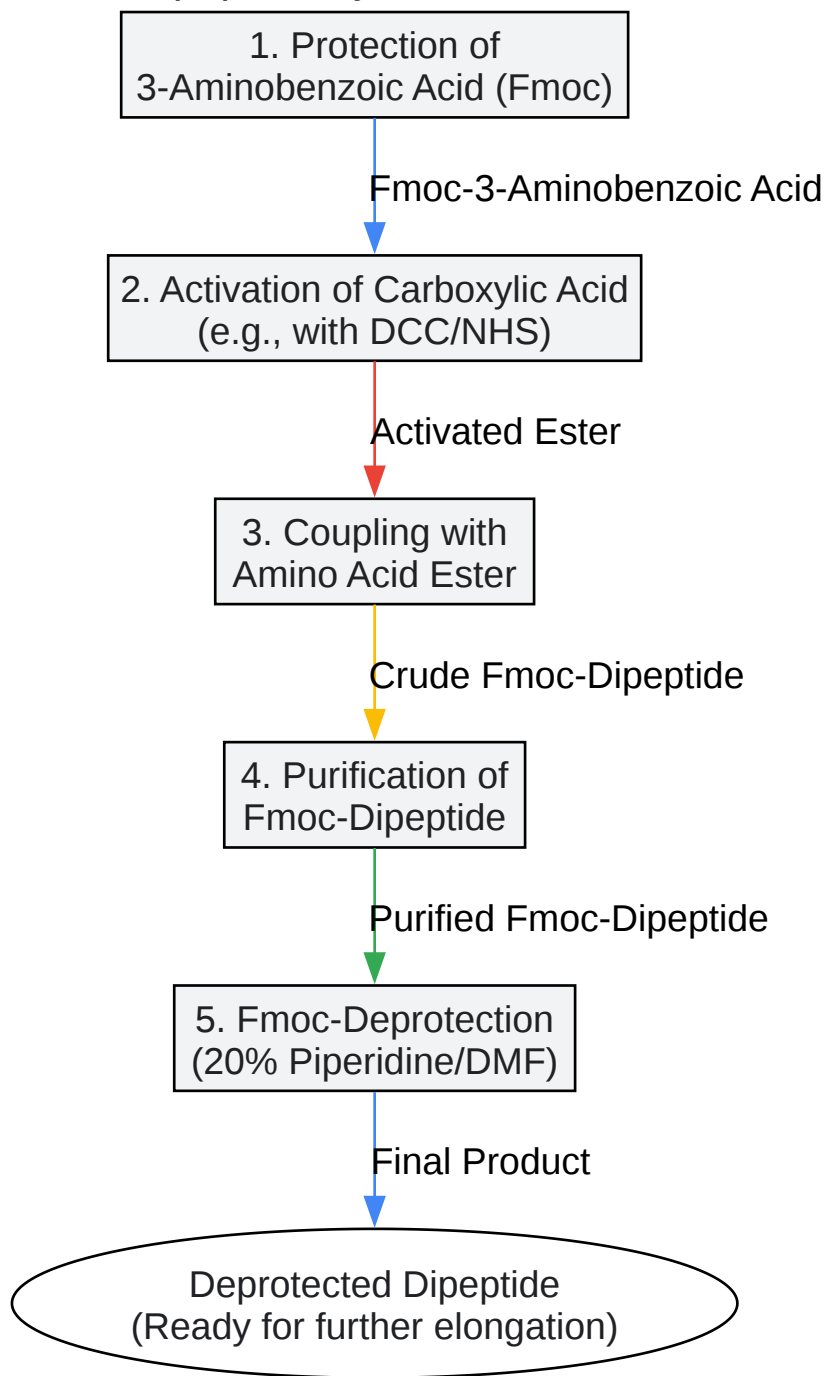 1. Protection of
3-Aminobenzoic Acid (Fmoc)
Fmoc-3-Aminobenzoic Acid
2. Activation of Carboxylic Acid
(e.g., with DCC/NHS)
Activated Ester
3. Coupling with
Amino Acid Ester
Crude Fmoc-Dipeptide
4. Purification of
Fmoc-Dipeptide
Purified Fmoc-Dipeptide
5. Fmoc-Deprotection
(20% Piperidine/DMF)
Final Product
Deprotected Dipeptide
(Ready for further elongation)